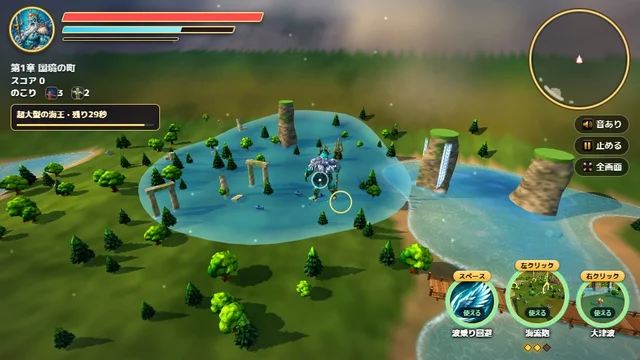 第1章 国境の町
スコア 0
のこり 3 2
超大型の海王・残り29秒
音あり
止める
全画面
スペース
左クリック
右クリック
使える
使える
使える
波乗り回避
海流砲
大津波